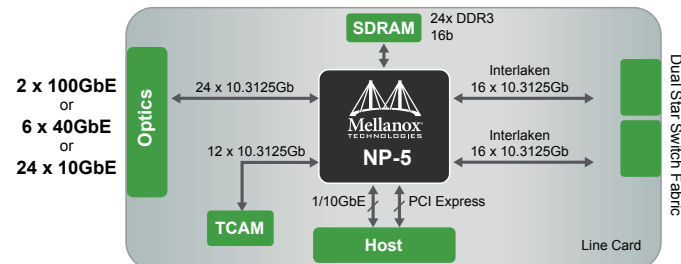 SDRAM
24x DDR3
16b
2 x 100GbE
or
6 x 40GbE
or
24 x 10GbE
Optics
24 x 10.3125Gb
12 x 10.3125Gb
Mellanox
TECHNOLOGIES
NP-5
Interlaken
16 x 10.3125Gb
Interlaken
16 x 10.3125Gb
Dual Star Switch Fabric
1/10GbE
PCI Express
TCAM
Host
Line Card